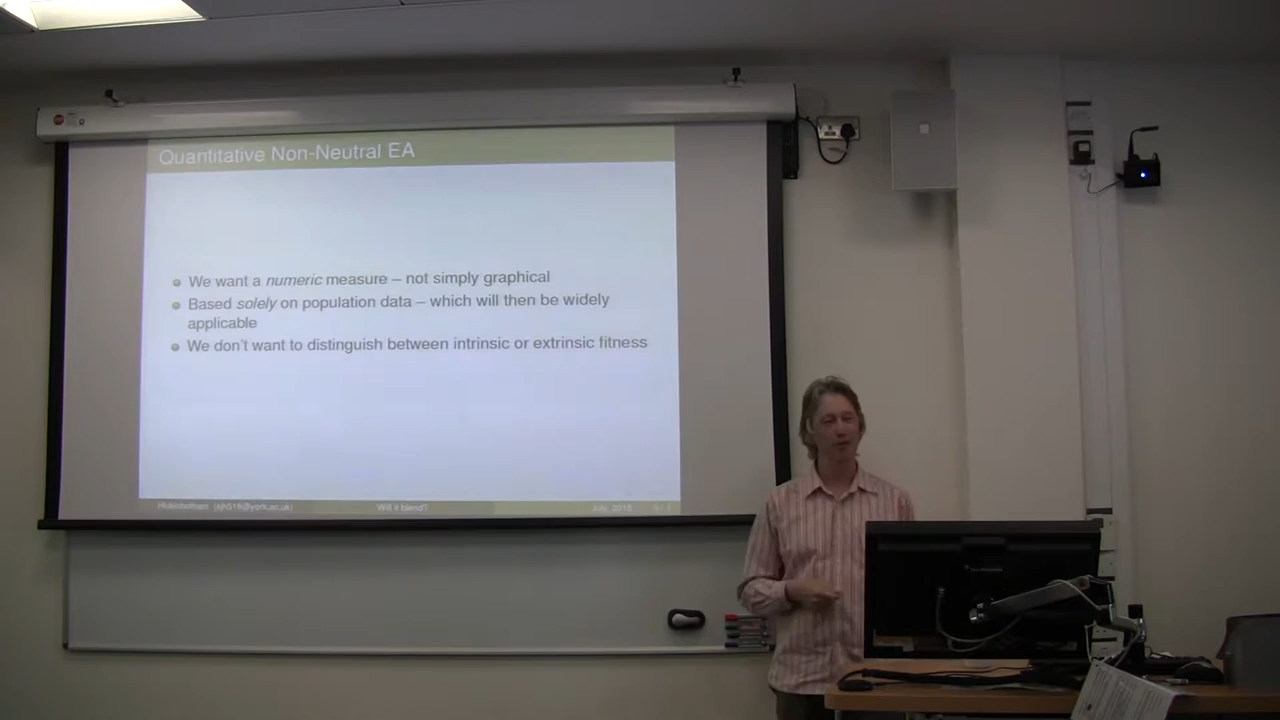 Quantitative Non-Neutral EA
We want a numeric measure – not simply graphical
Based solely on population data – which will then be widely
applicable
We don't want to distinguish between intrinsic or extrinsic fitness
Will it blend?
July, 2015